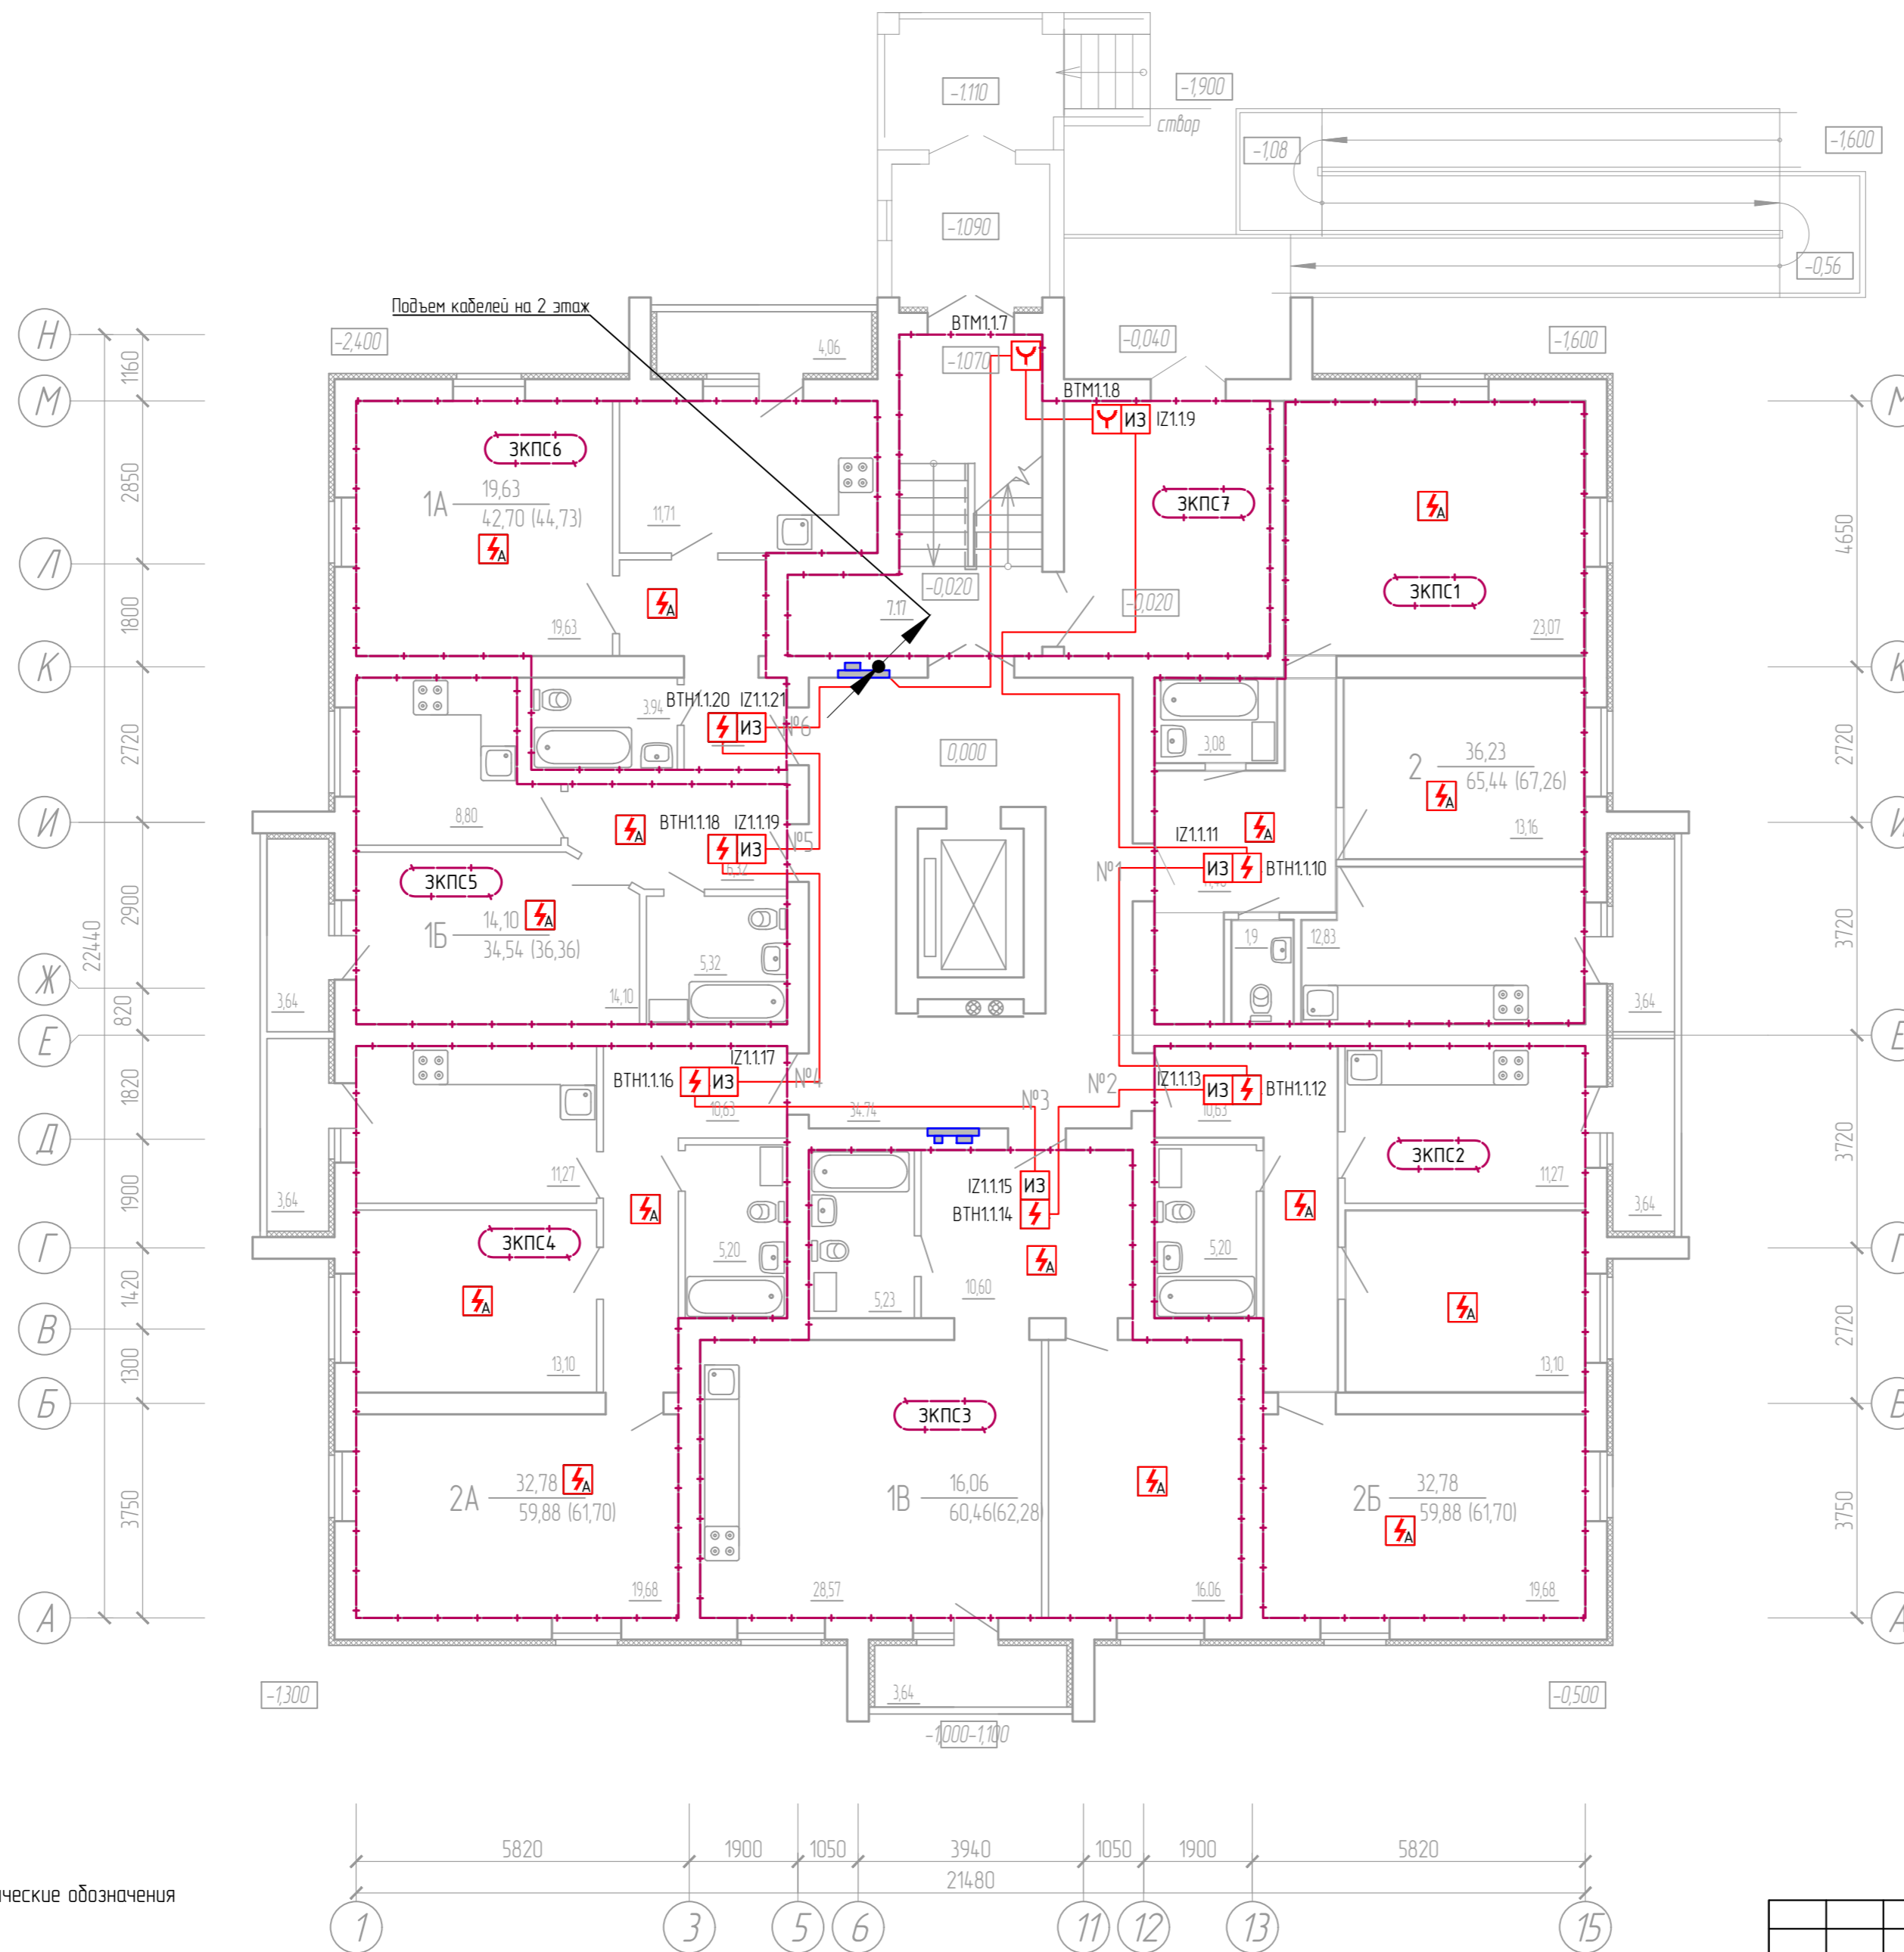 -1.110
-1,900
створ
-1,08
-1,600
-1.090
-0,56
Подъем кабелей на 2 этаж
Н
-2,400
4,06
ВТМ1.1.7
-1.070
-0,040
-1,600
1160
М
ВТМ1.1.8
ИЗ
IZ1.1.9
2850
ЗКПС6
1А
19,63
42,70 (44,73)
11,71
ЗКПС7
4650
Л
ЗКПС1
А
А
А
1800
19,63
7.17
-0,020
-0,020
23,07
К
К
2720
3.94
ВТН1.1.20
IZ1.1.21
ИЗ
№6
0,000
3,08
2
36,23
65,44 (67,26)
А
2720
И
8,80
А
ВТН1.1.18
IZ1.1.19
ИЗ
№5
6,32
IZ1.1.11
А
13,16
№1
ИЗ
ВТН1.1.10
22440
2900
ЗКПС5
1Б
14,10
34,54 (36,36)
А
5,32
1,9
12,83
3720
Ж
3,64
14,10
3,64
820
Е
1820
IZ1.1.17
ВТН1.1.16
ИЗ
№4
10,63
34.74
№3
№2
IZ1.1.13
ИЗ
ВТН1.1.12
10,63
Д
ЗКПС2
3720
1900
3,64
11,27
IZ1.1.15
ИЗ
ВТН1.1.14
11,27
3,64
А
А
Г
ЗКПС4
5,20
А
5,20
1420
А
5,23
10,60
А
В
2720
1300
13,10
13,10
Б
ЗКПС3
3750
2А
32,78
59,88 (61,70)
А
1В
16,06
60,46(62,28)
А
2Б
32,78
59,88 (61,70)
А
3750
19,68
28,57
16.06
19,68
А
-1,300
3,64
-0,500
-1,000-1,100
5820
1900
1050
3940
1050
1900
5820
21480
ческие обозначения
1
3
5
6
11
12
13
15